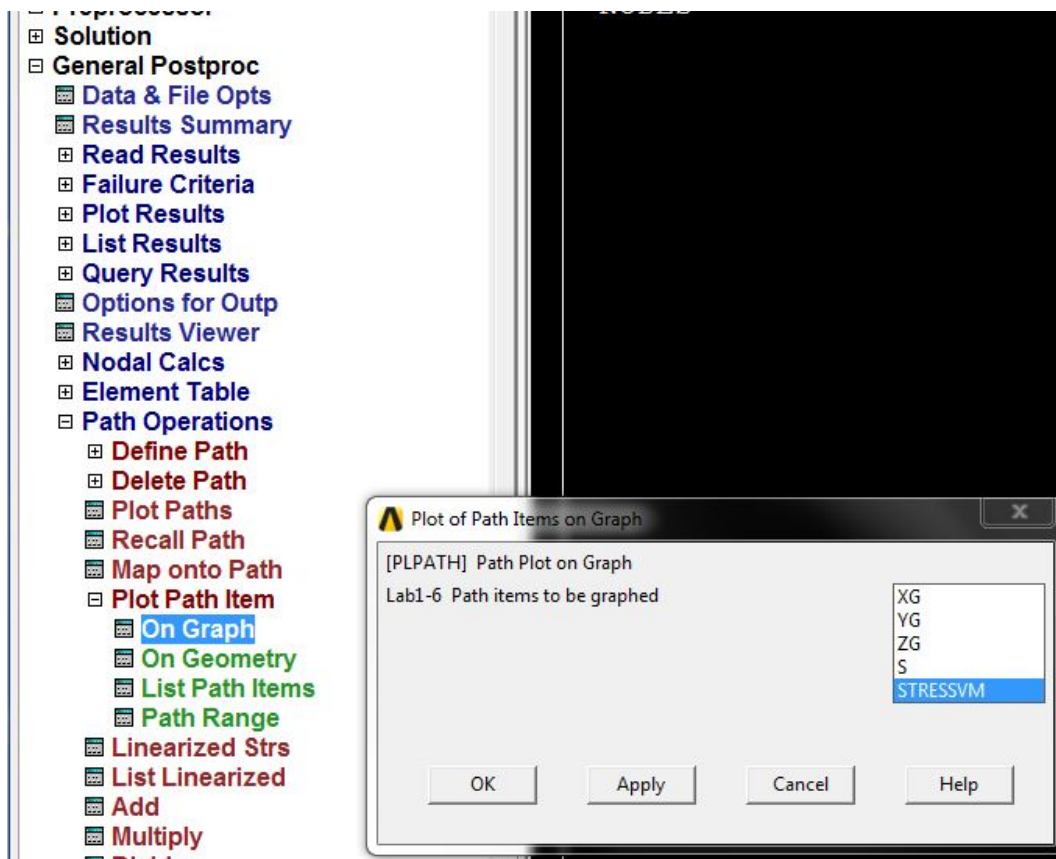 Preprocessor
Solution
General Postproc
Data & File Opts
Results Summary
Read Results
Failure Criteria
Plot Results
List Results
Query Results
Options for Outp
Results Viewer
Nodal Calcs
Element Table
Path Operations
Define Path
Delete Path
Plot Paths
Recall Path
Map onto Path
Plot Path Item
On Graph
On Geometry
List Path Items
Path Range
Linearized Strs
List Linearized
Add
Multiply
NODES
Plot of Path Items on Graph
[PLPATH] Path Plot on Graph
Lab1-6 Path items to be graphed
XG
YG
ZG
S
STRESSVM
OK Apply Cancel Help